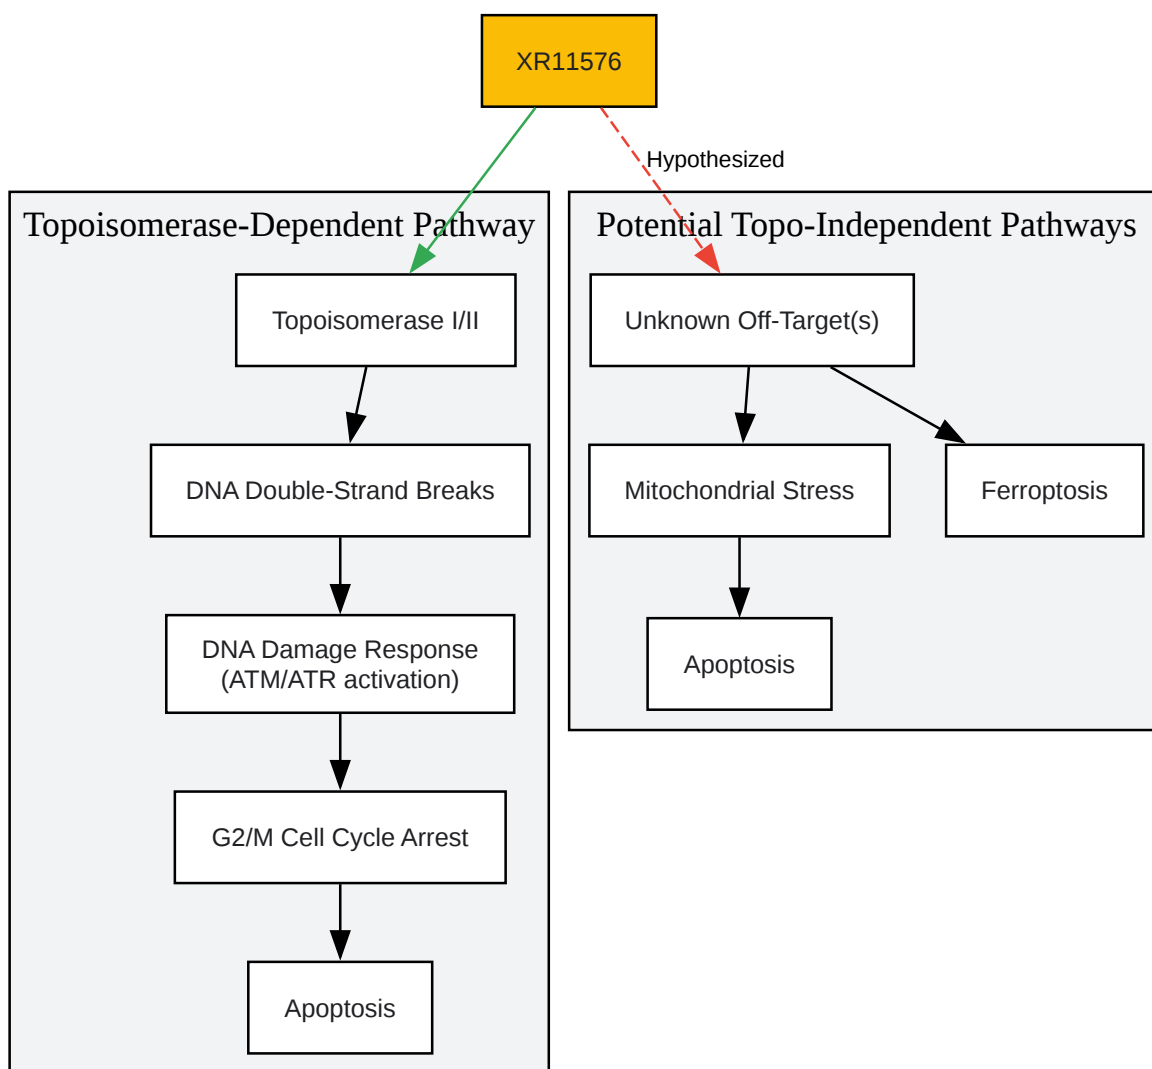 XR11576
Hypothesized
Topoisomerase-Dependent Pathway
Topoisomerase I/II
DNA Double-Strand Breaks
DNA Damage Response
(ATM/ATR activation)
G2/M Cell Cycle Arrest
Apoptosis
Potential Topo-Independent Pathways
Unknown Off-Target(s)
Mitochondrial Stress
Ferroptosis
Apoptosis